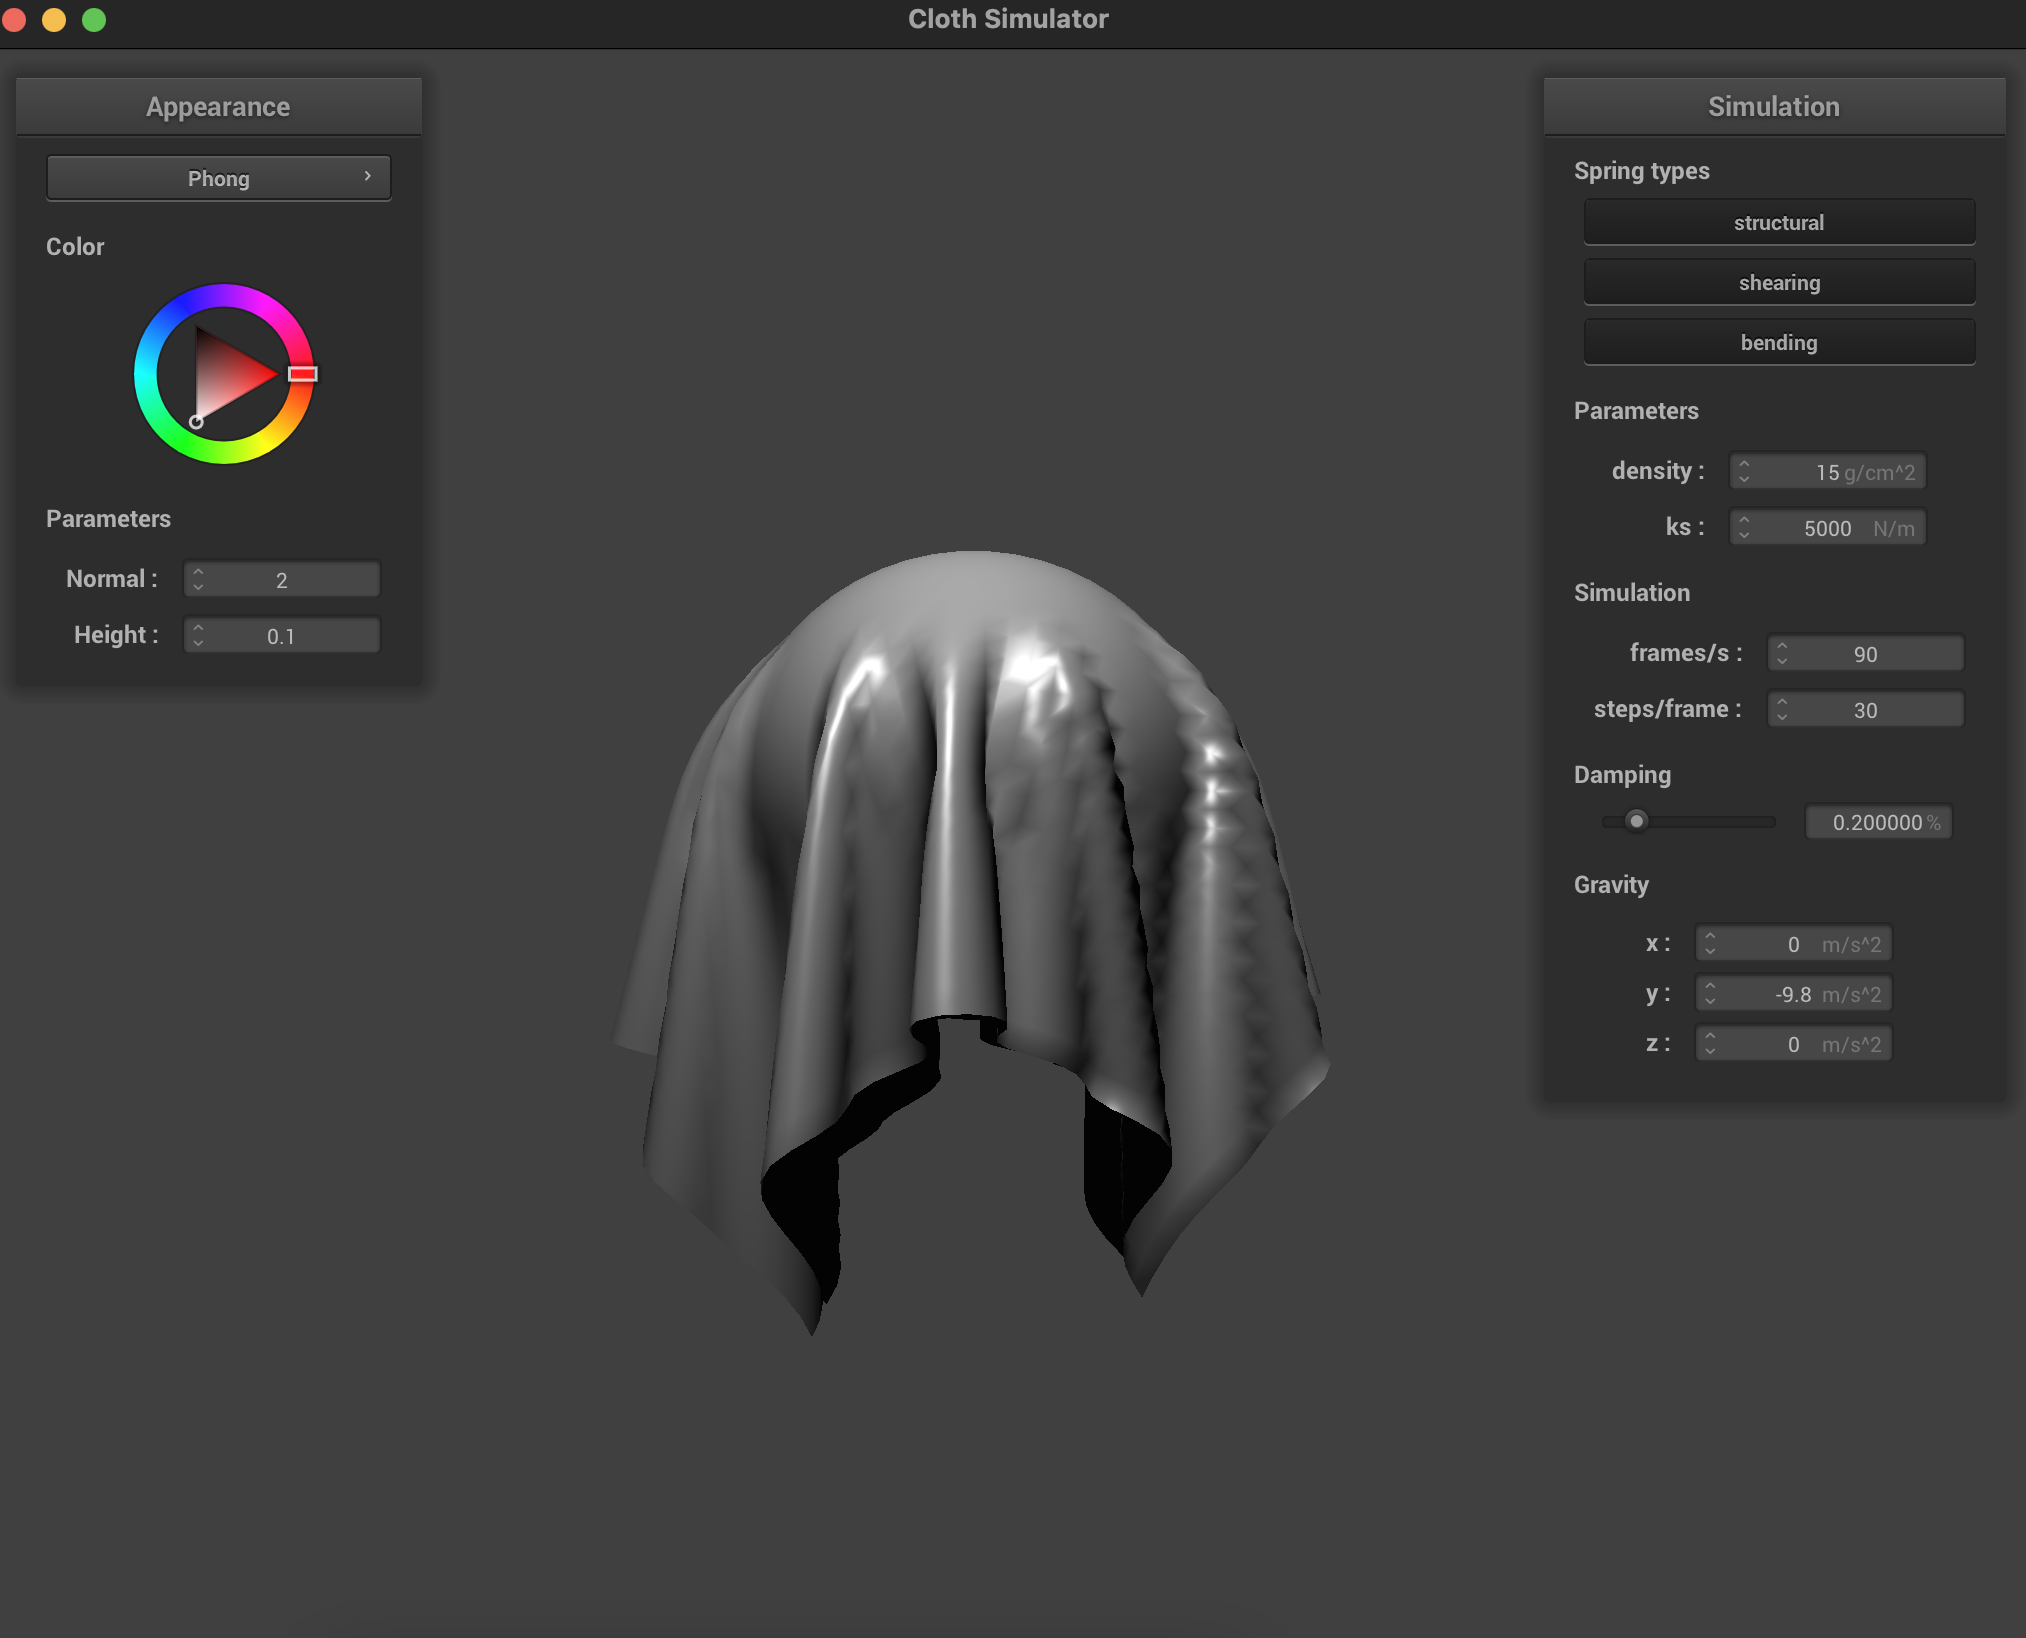 Cloth Simulator
Appearance
Phong
Color
Parameters
Normal : 2
Height : 0.1
Simulation
Spring types
structural
shearing
bending
Parameters
density : 15 g/cm^2
ks : 5000 N/m
Simulation
frames/s : 90
steps/frame : 30
Damping
0.200000 %
Gravity
x : 0 m/s^2
y : -9.8 m/s^2
z : 0 m/s^2